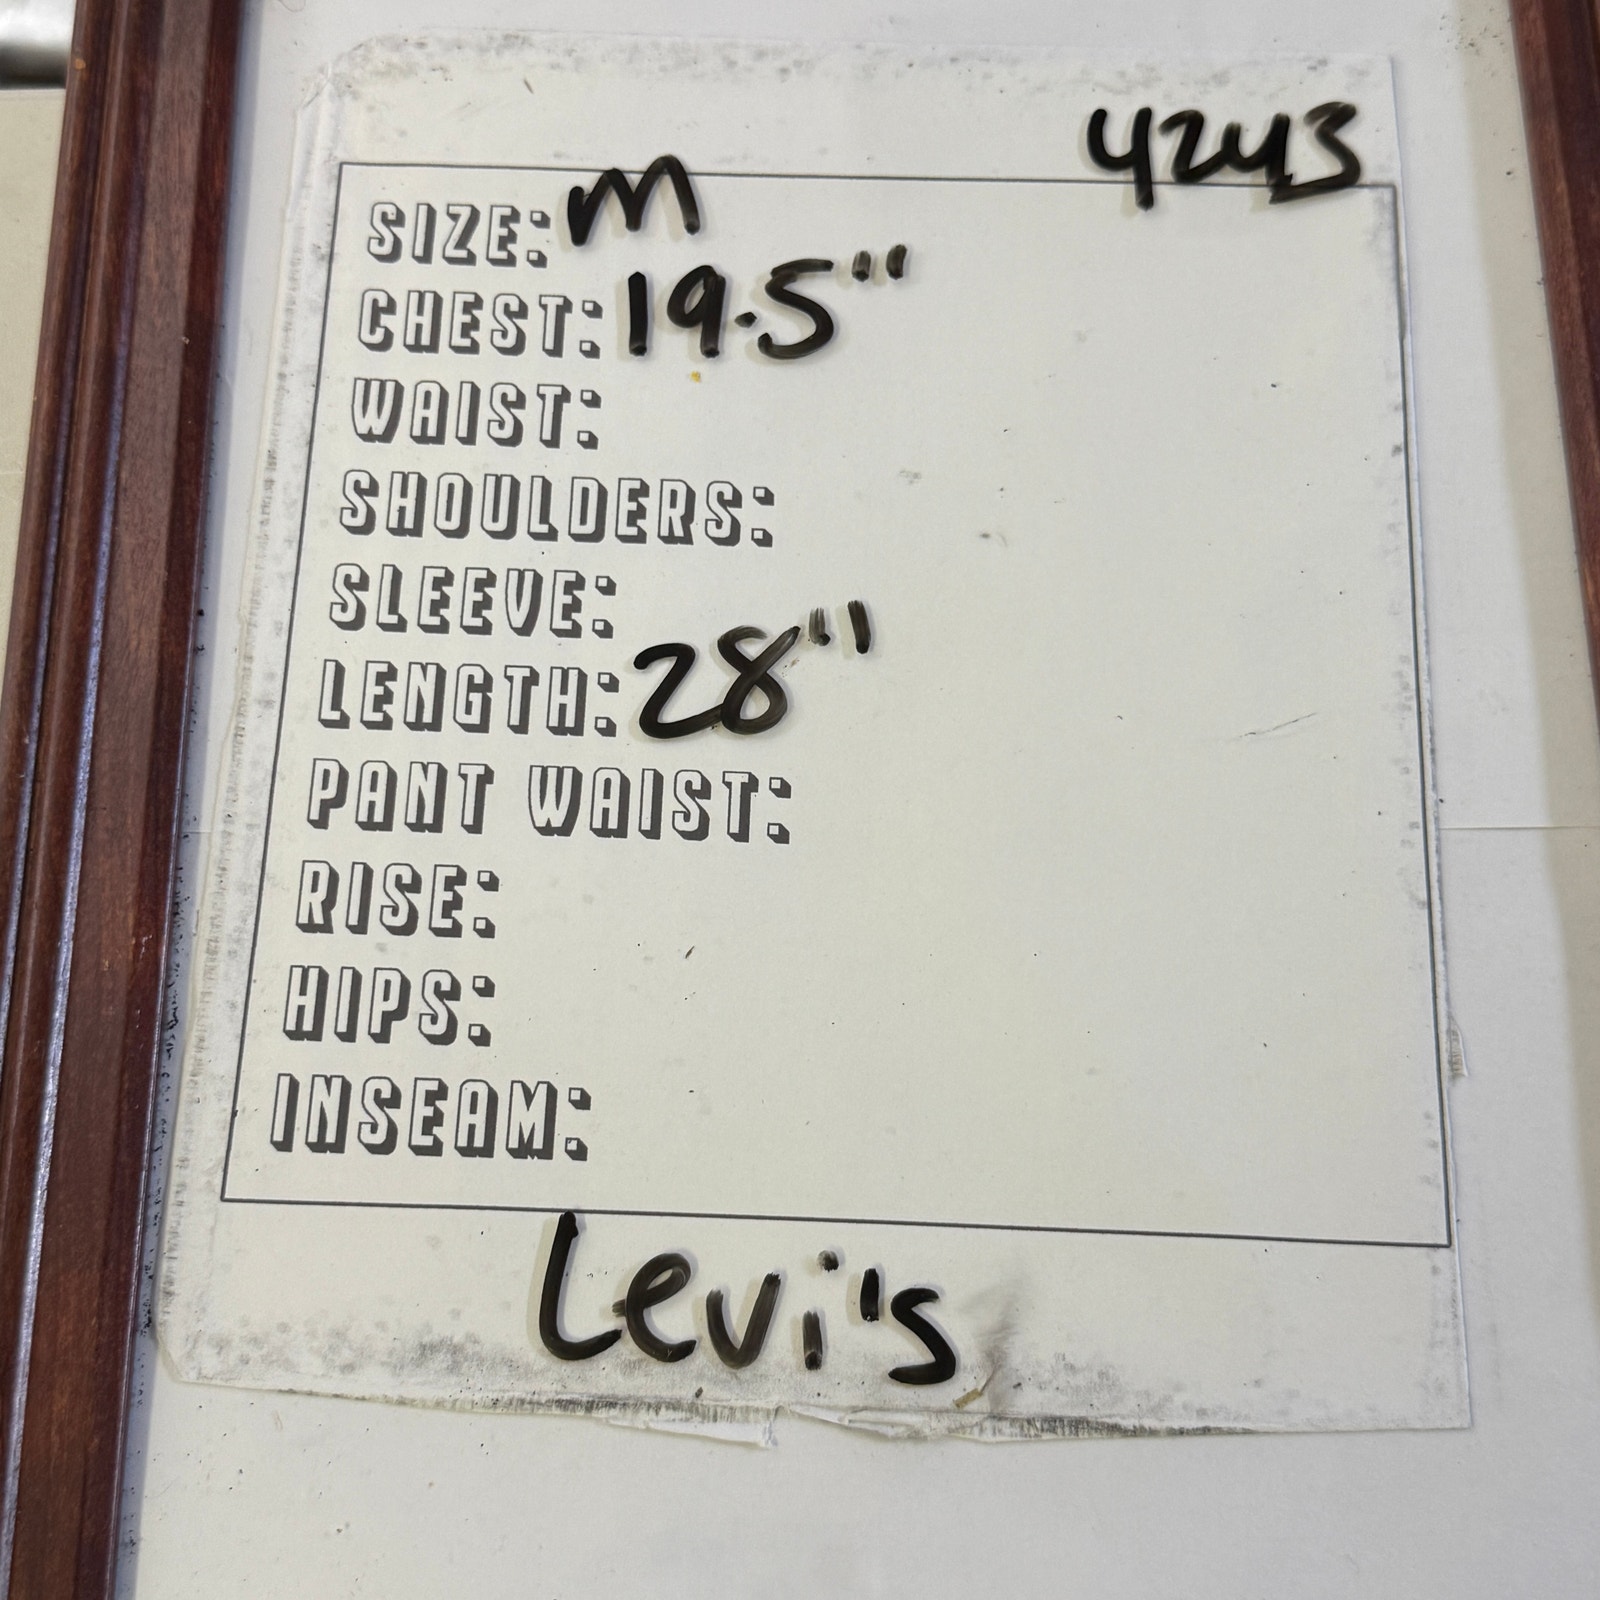 4243
SIZE: M
CHEST: 19.5"
WAIST:
SHOULDERS:
SLEEVE:
LENGTH: 28"
PANT WAIST:
RISE:
HIPS:
INSEAM:
Levi's